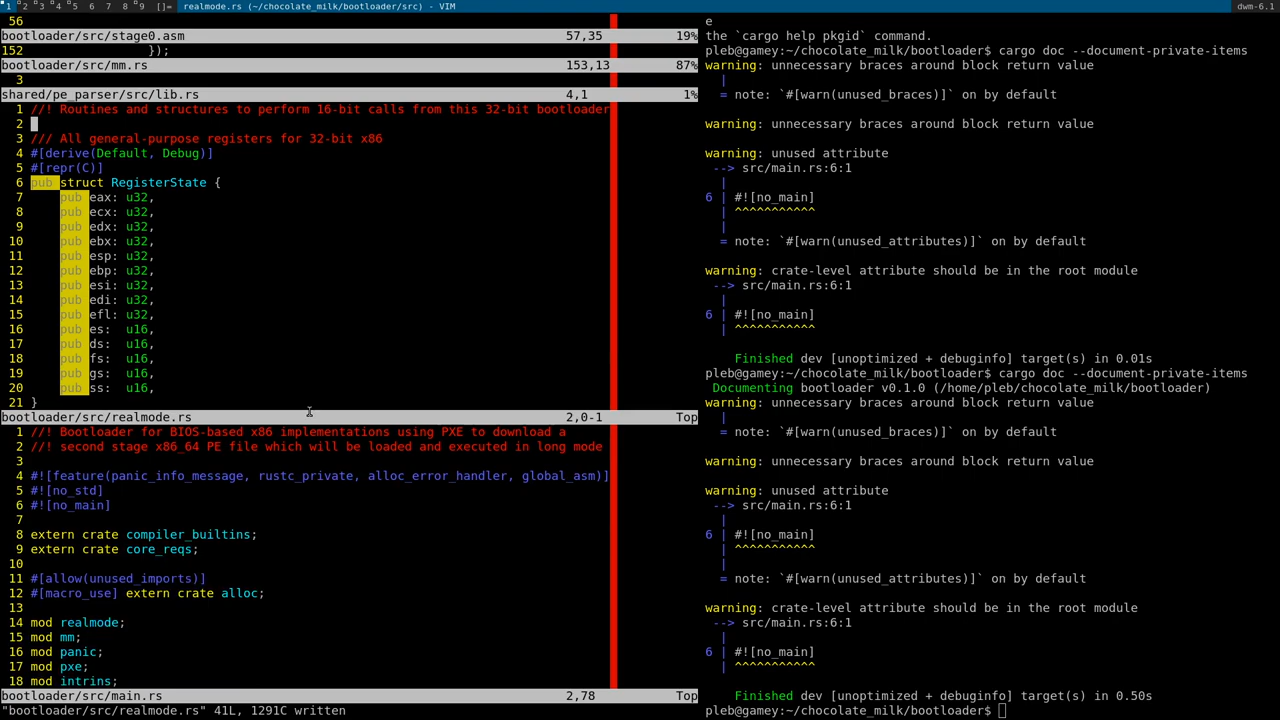 1 2 3 4 5 6 7 8 9 []= realmode.rs (~/chocolate_milk/bootloader/src) - VIM dwm-6.1
56
bootloader/src/stage0.asm 57,35 19%
152 });
bootloader/src/mm.rs 153,13 87%
3
shared/pe_parser/src/lib.rs 4,1 1%
1 //! Routines and structures to perform 16-bit calls from this 32-bit bootloader
2
3 /// All general-purpose registers for 32-bit x86
4 #[derive(Default, Debug)]
5 #[repr(C)]
6 pub struct RegisterState {
7 pub eax: u32,
8 pub ecx: u32,
9 pub edx: u32,
10 pub ebx: u32,
11 pub esp: u32,
12 pub ebp: u32,
13 pub esi: u32,
14 pub edi: u32,
15 pub efl: u32,
16 pub es:  u16,
17 pub ds:  u16,
18 pub fs:  u16,
19 pub gs:  u16,
20 pub ss:  u16,
21 }
bootloader/src/realmode.rs 2,0-1 Top
1 //! Bootloader for BIOS-based x86 implementations using PXE to download a
2 //! second stage x86_64 PE file which will be loaded and executed in long mode
3
4 #![feature(panic_info_message, rustc_private, alloc_error_handler, global_asm)]
5 #![no_std]
6 #![no_main]
7
8 extern crate compiler_builtins;
9 extern crate core_reqs;
10
11 #[allow(unused_imports)]
12 #[macro_use] extern crate alloc;
13
14 mod realmode;
15 mod mm;
16 mod panic;
17 mod pxe;
18 mod intrins;
bootloader/src/main.rs 2,78 Top
"bootloader/src/realmode.rs" 41L, 1291C written
e
the `cargo help pkgid` command.
pleb@gamey:~/chocolate_milk/bootloader$ cargo doc --document-private-items
warning: unnecessary braces around block return value
|
= note: `#[warn(unused_braces)]` on by default
warning: unnecessary braces around block return value
warning: unused attribute
--> src/main.rs:6:1
|
6 | #![no_main]
| ^^^^^^^^^^^
|
= note: `#[warn(unused_attributes)]` on by default
warning: crate-level attribute should be in the root module
--> src/main.rs:6:1
|
6 | #![no_main]
| ^^^^^^^^^^^
Finished dev [unoptimized + debuginfo] target(s) in 0.01s
pleb@gamey:~/chocolate_milk/bootloader$ cargo doc --document-private-items
Documenting bootloader v0.1.0 (/home/pleb/chocolate_milk/bootloader)
warning: unnecessary braces around block return value
|
= note: `#[warn(unused_braces)]` on by default
warning: unnecessary braces around block return value
warning: unused attribute
--> src/main.rs:6:1
|
6 | #![no_main]
| ^^^^^^^^^^^
|
= note: `#[warn(unused_attributes)]` on by default
warning: crate-level attribute should be in the root module
--> src/main.rs:6:1
|
6 | #![no_main]
| ^^^^^^^^^^^
Finished dev [unoptimized + debuginfo] target(s) in 0.50s
pleb@gamey:~/chocolate_milk/bootloader$